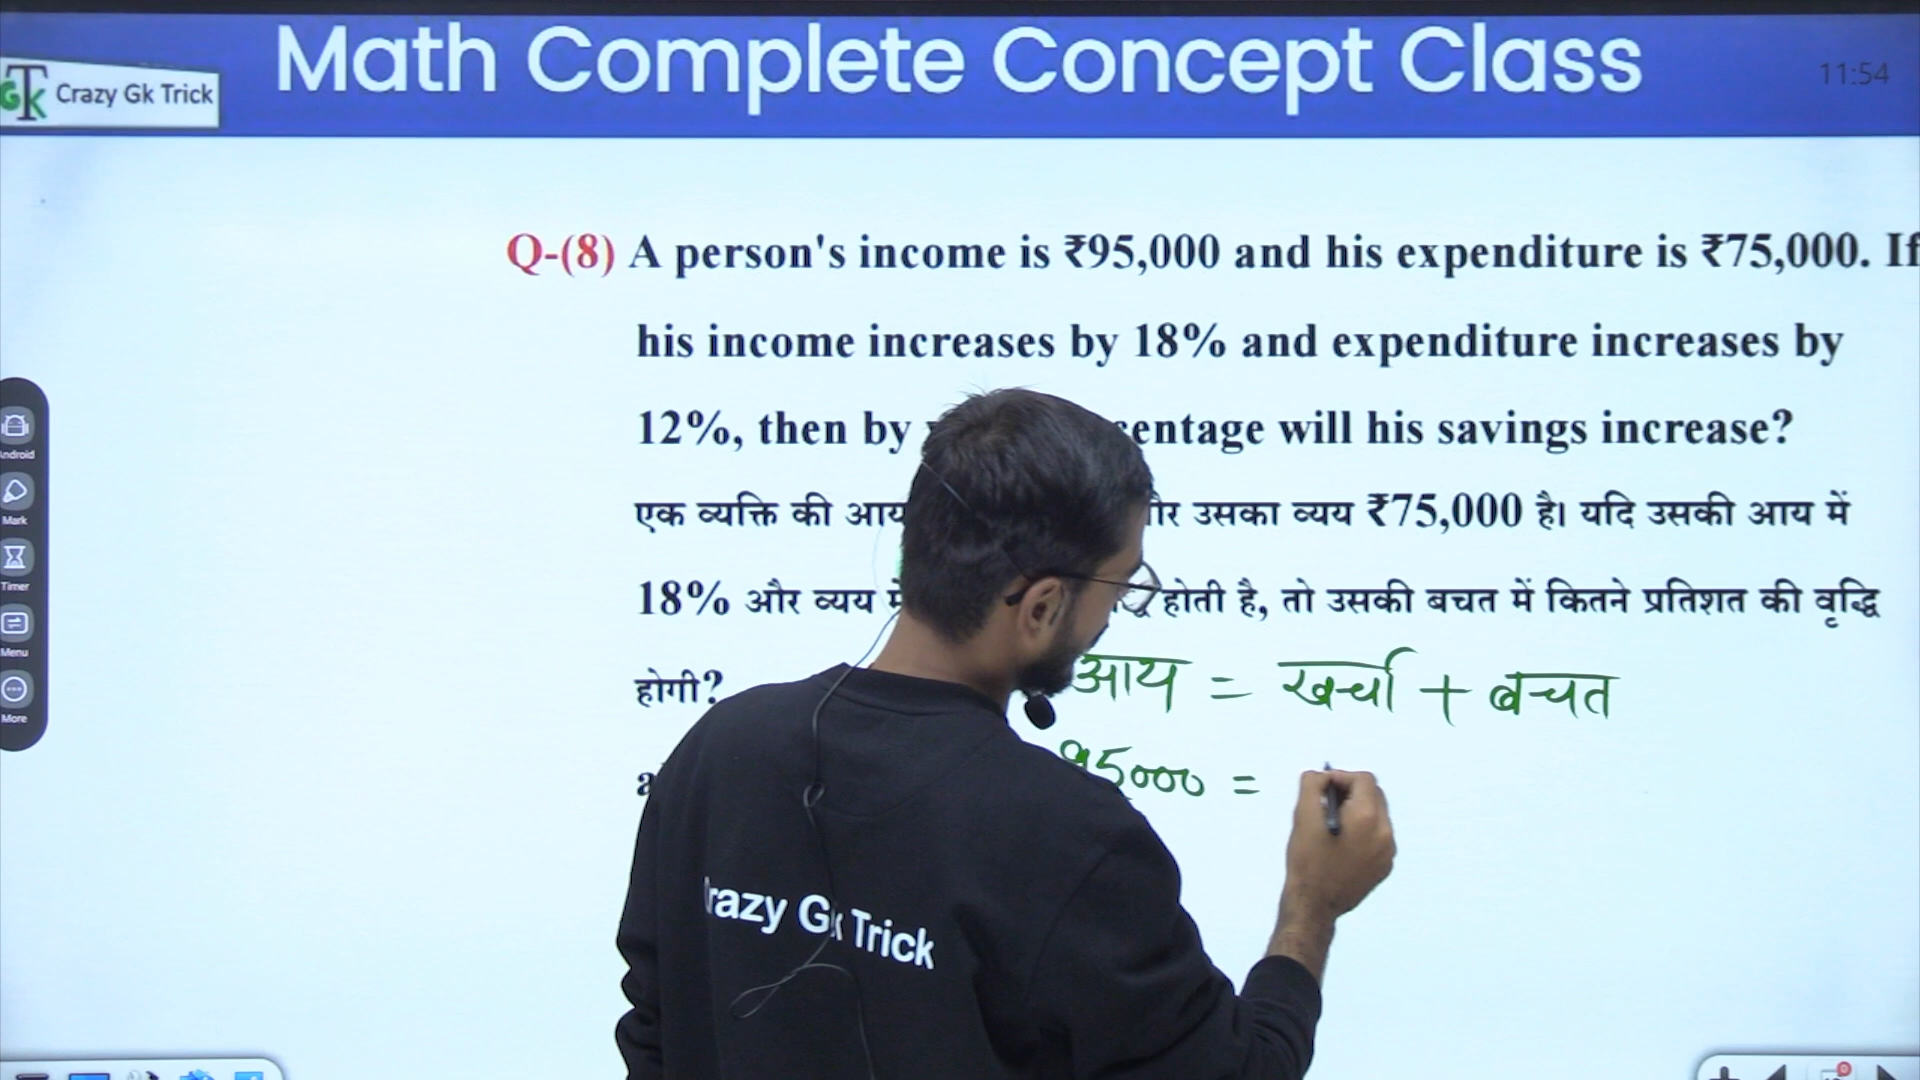 Math Complete Concept Class
11:54
GTK Crazy Gk Trick
Q-(8) A person's income is ₹95,000 and his expenditure is ₹75,000. If
his income increases by 18% and expenditure increases by
12%, then by will his savings increase?
एक व्यक्ति की आय उसका व्यय ₹75,000 है। यदि उसकी आय में
18% और व्यय होती है, तो उसकी बचत में कितने प्रतिशत की वृद्धि
होगी?
आय = खर्चा + बचत
95000 =
Android
Mark
Timer
Menu
More
Crazy Gk Trick